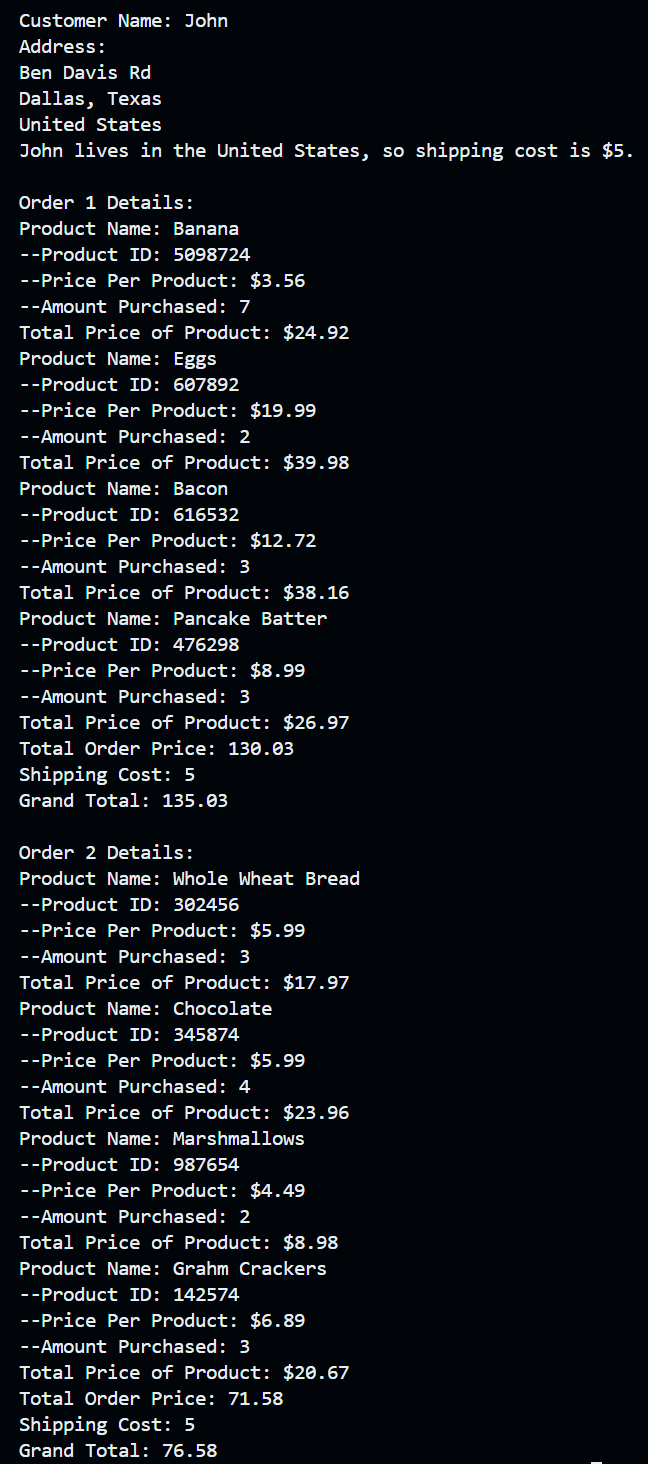 Customer Name: John
Address:
Ben Davis Rd
Dallas, Texas
United States
John lives in the United States, so shipping cost is $5.

Order 1 Details:
Product Name: Banana
--Product ID: 5098724
--Price Per Product: $3.56
--Amount Purchased: 7
Total Price of Product: $24.92
Product Name: Eggs
--Product ID: 607892
--Price Per Product: $19.99
--Amount Purchased: 2
Total Price of Product: $39.98
Product Name: Bacon
--Product ID: 616532
--Price Per Product: $12.72
--Amount Purchased: 3
Total Price of Product: $38.16
Product Name: Pancake Batter
--Product ID: 476298
--Price Per Product: $8.99
--Amount Purchased: 3
Total Price of Product: $26.97
Total Order Price: 130.03
Shipping Cost: 5
Grand Total: 135.03

Order 2 Details:
Product Name: Whole Wheat Bread
--Product ID: 302456
--Price Per Product: $5.99
--Amount Purchased: 3
Total Price of Product: $17.97
Product Name: Chocolate
--Product ID: 345874
--Price Per Product: $5.99
--Amount Purchased: 4
Total Price of Product: $23.96
Product Name: Marshmallows
--Product ID: 987654
--Price Per Product: $4.49
--Amount Purchased: 2
Total Price of Product: $8.98
Product Name: Grahm Crackers
--Product ID: 142574
--Price Per Product: $6.89
--Amount Purchased: 3
Total Price of Product: $20.67
Total Order Price: 71.58
Shipping Cost: 5
Grand Total: 76.58